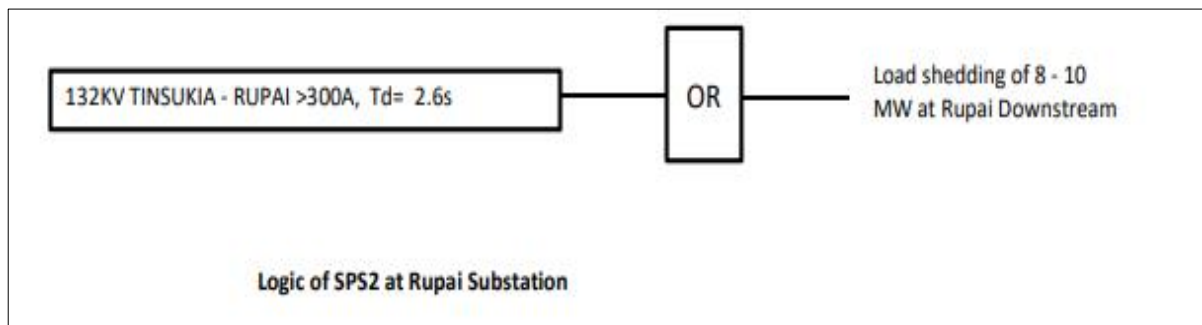 132KV TINSUKIA - RUPAI >300A, Td= 2.6s
OR
Load shedding of 8 - 10
MW at Rupai Downstream
Logic of SPS2 at Rupai Substation